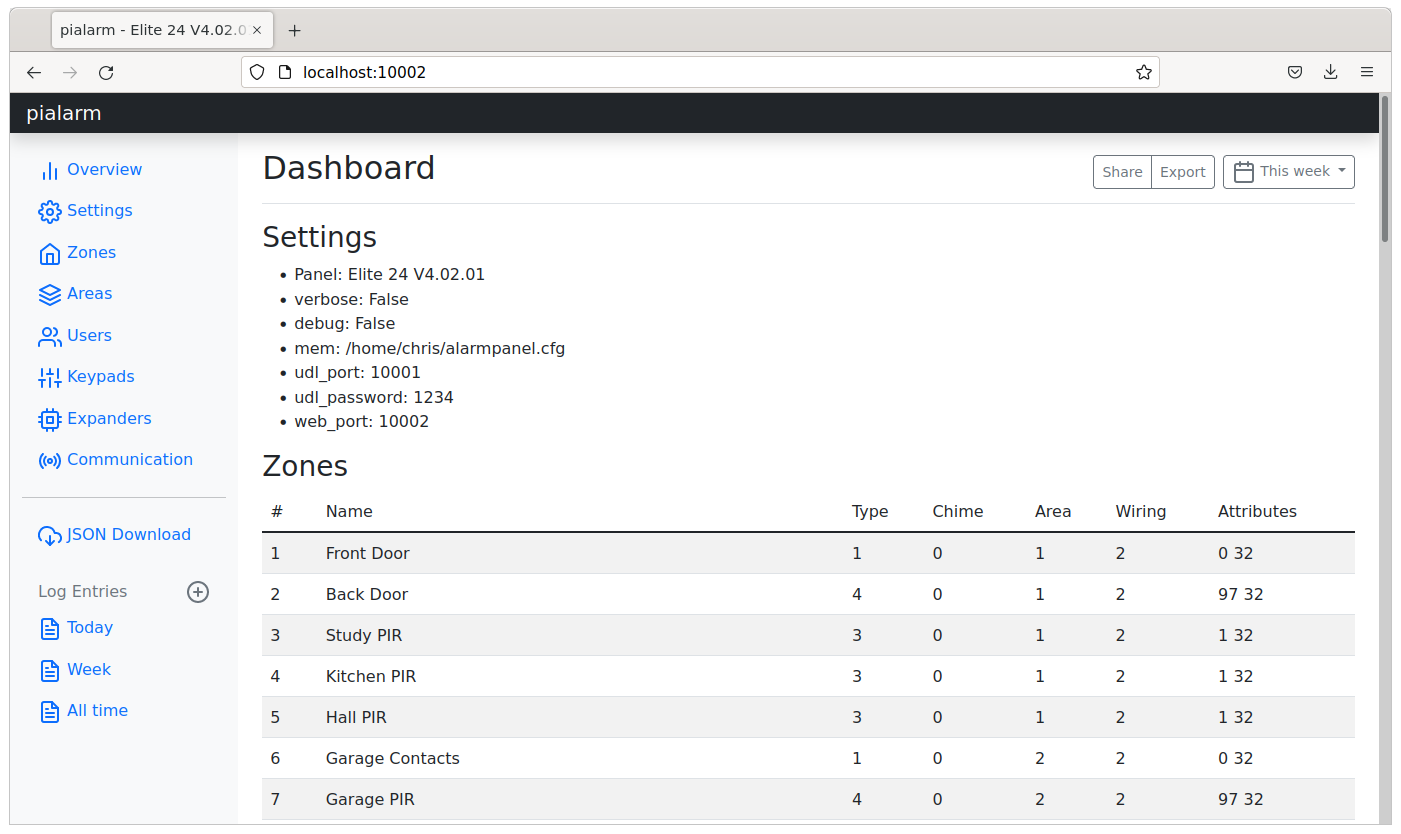 pialarm - Elite 24 V4.02.0
localhost:10002
pialarm
Overview
Settings
Zones
Areas
Users
Keypads
Expanders
Communication
JSON Download
Log Entries
Today
Week
All time
Dashboard
Share Export This week
Settings
• Panel: Elite 24 V4.02.01
• verbose: False
• debug: False
• mem: /home/chris/alarmpanel.cfg
• udl_port: 10001
• udl_password: 1234
• web_port: 10002
Zones
# Name Type Chime Area Wiring Attributes
1 Front Door 1 0 1 2 0 32
2 Back Door 4 0 1 2 97 32
3 Study PIR 3 0 1 2 1 32
4 Kitchen PIR 3 0 1 2 1 32
5 Hall PIR 3 0 1 2 1 32
6 Garage Contacts 1 0 2 2 0 32
7 Garage PIR 4 0 2 2 97 32